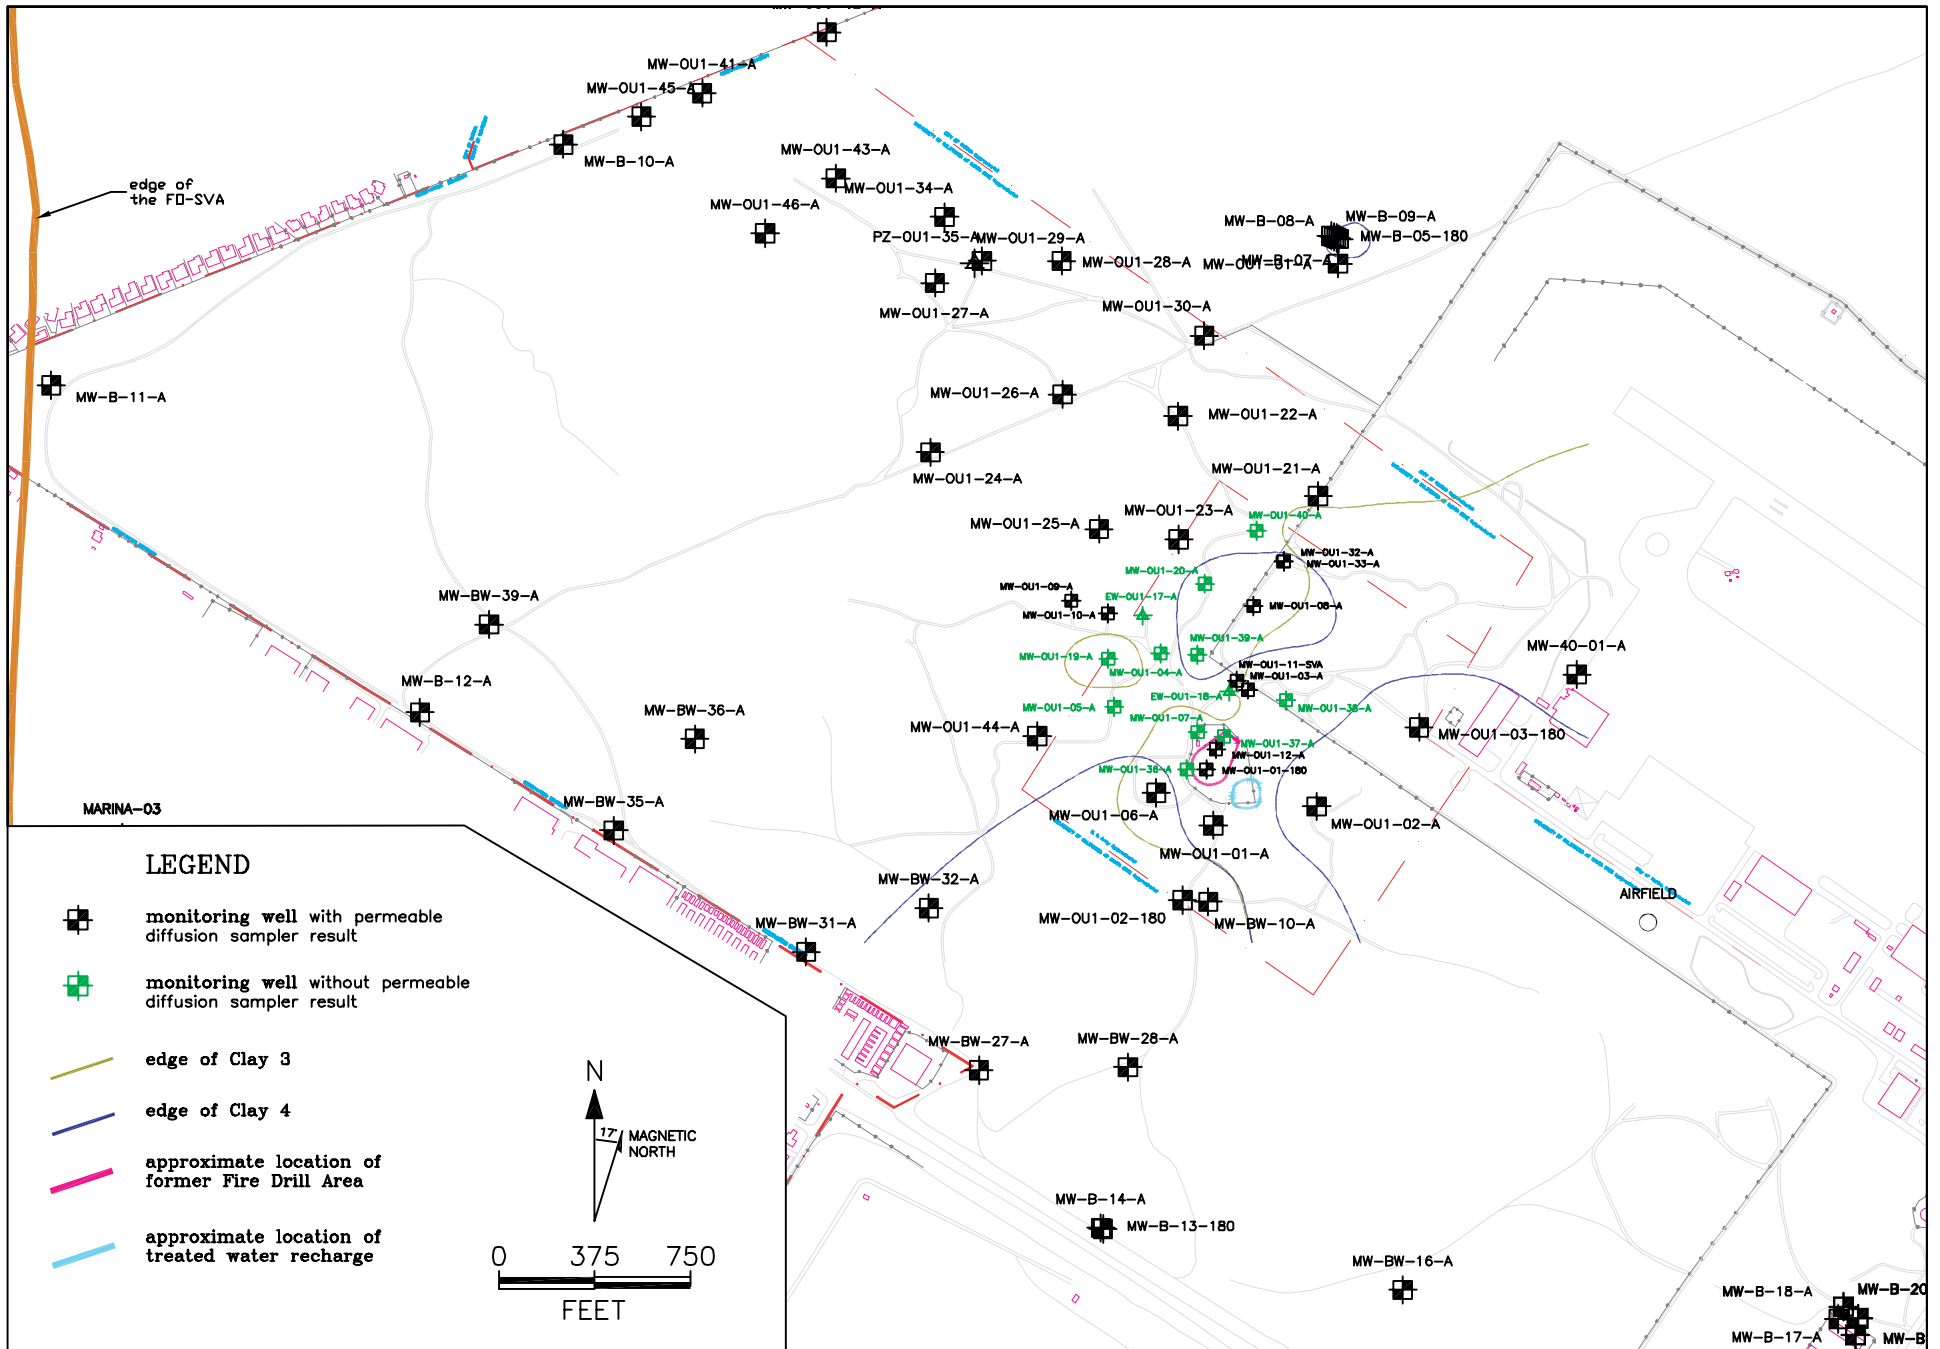 MW-OU1-41-A
MW-OU1-45-A
MW-B-10-A
MW-OU1-43-A
MW-OU1-34-A
edge of
the FO-SVA
MW-OU1-46-A
MW-B-08-A
MW-B-09-A
MW-B-05-180
PZ-OU1-35-A
MW-OU1-29-A
MW-OU1-28-A
MW-B-07-A
MW-OU1-27-A
MW-OU1-30-A
MW-B-11-A
MW-OU1-26-A
MW-OU1-22-A
MW-OU1-24-A
MW-OU1-21-A
MW-OU1-25-A
MW-OU1-23-A
MW-OU1-40-A
MW-OU1-32-A
MW-OU1-33-A
MW-OU1-20-A
MW-BW-39-A
MW-OU1-09-A
EW-OU1-17-A
MW-OU1-10-A
MW-OU1-08-A
MW-OU1-39-A
MW-40-01-A
MW-OU1-19-A
MW-OU1-04-A
MW-OU1-11-SVA
MW-OU1-03-A
MW-B-12-A
EW-OU1-18-A
MW-OU1-05-A
MW-OU1-38-A
MW-BW-36-A
MW-OU1-07-A
MW-OU1-44-A
MW-OU1-03-180
MW-OU1-37-A
MW-OU1-12-A
MW-OU1-36-A
MW-OU1-01-180
MW-BW-35-A
MARINA-03
MW-OU1-06-A
MW-OU1-02-A
MW-OU1-01-A
MW-BW-32-A
AIRFIELD
MW-OU1-02-180
MW-BW-10-A
MW-BW-31-A
LEGEND
monitoring well with permeable
diffusion sampler result
monitoring well without permeable
diffusion sampler result
edge of Clay 3
edge of Clay 4
approximate location of
former Fire Drill Area
approximate location of
treated water recharge
N
17°
MAGNETIC
NORTH
0 375 750
FEET
MW-BW-27-A
MW-BW-28-A
MW-B-14-A
MW-B-13-180
MW-BW-16-A
MW-B-18-A
MW-B-20
MW-B-17-A
MW-B